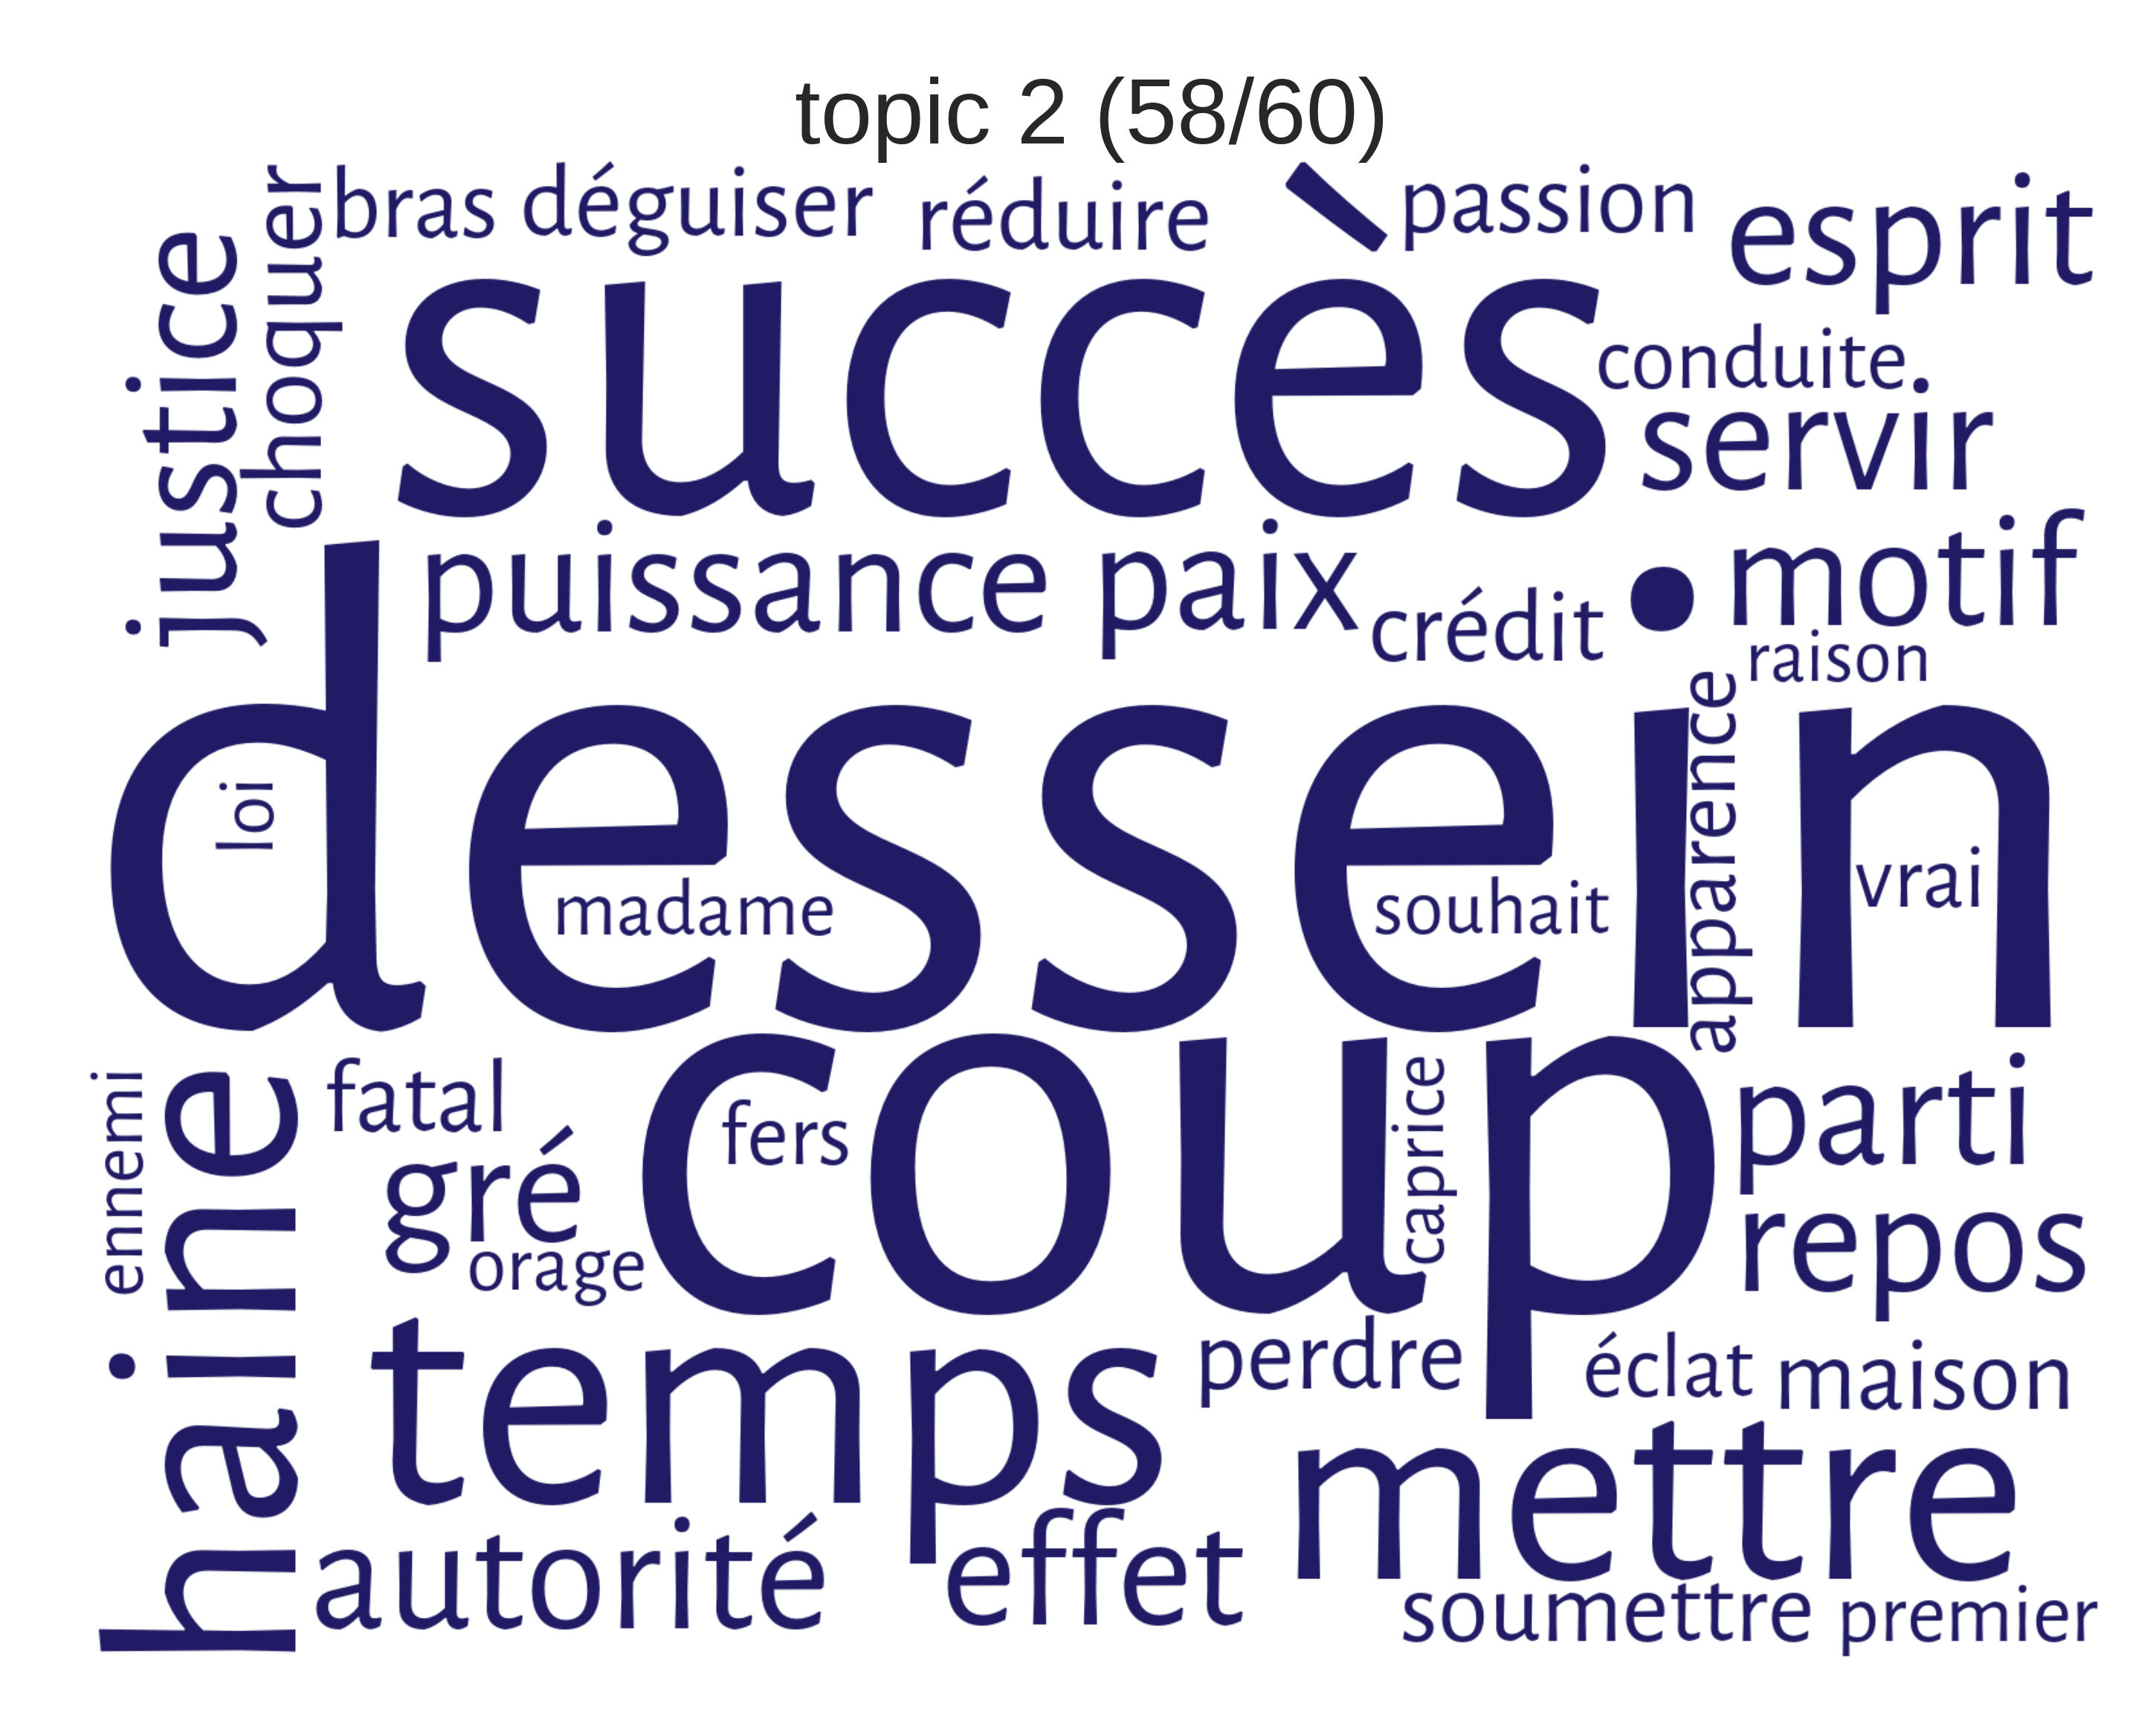 topic 2 (58/60)
bras déguiser réduire passion esprit
justice
choquer
succès
conduite
servir
puissance paix crédit motif
raison
dessein
loi
madame
souhait
apparence
vrai
ennemi
haine
fatal
gré
orage
coup
fers
caprice
parti
repos
temps
perdre
éclat maison
mettre
autorité effet
soumettre premier